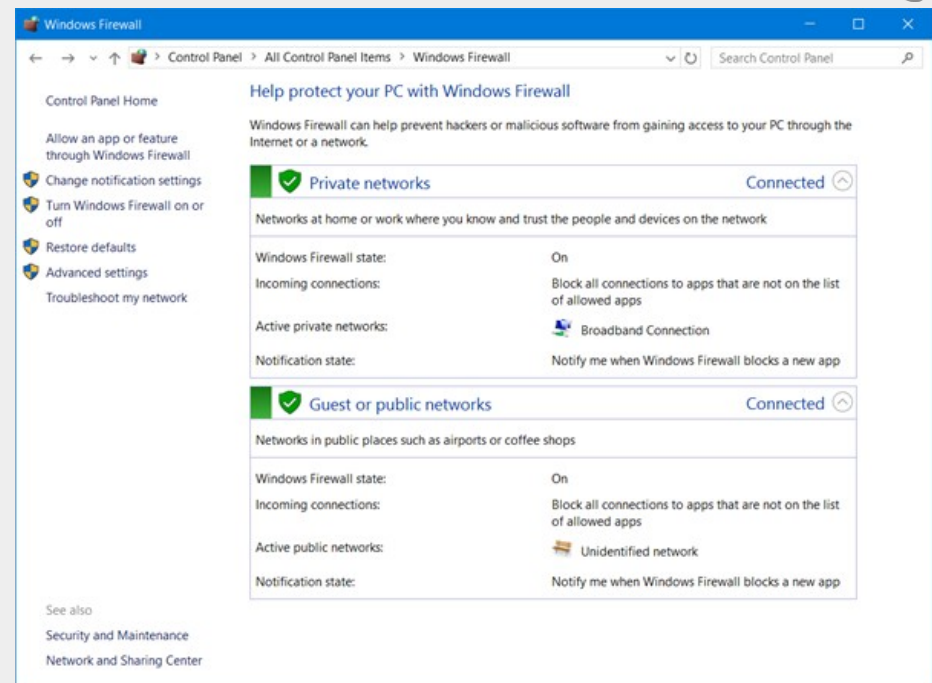 Windows Firewall
Control Panel > All Control Panel Items > Windows Firewall
Search Control Panel
Control Panel Home
Allow an app or feature
through Windows Firewall
Change notification settings
Turn Windows Firewall on or
off
Restore defaults
Advanced settings
Troubleshoot my network
See also
Security and Maintenance
Network and Sharing Center
Help protect your PC with Windows Firewall
Windows Firewall can help prevent hackers or malicious software from gaining access to your PC through the
Internet or a network.
Private networks Connected
Networks at home or work where you know and trust the people and devices on the network
Windows Firewall state: On
Incoming connections: Block all connections to apps that are not on the list
of allowed apps
Active private networks: Broadband Connection
Notification state: Notify me when Windows Firewall blocks a new app
Guest or public networks Connected
Networks in public places such as airports or coffee shops
Windows Firewall state: On
Incoming connections: Block all connections to apps that are not on the list
of allowed apps
Active public networks: Unidentified network
Notification state: Notify me when Windows Firewall blocks a new app